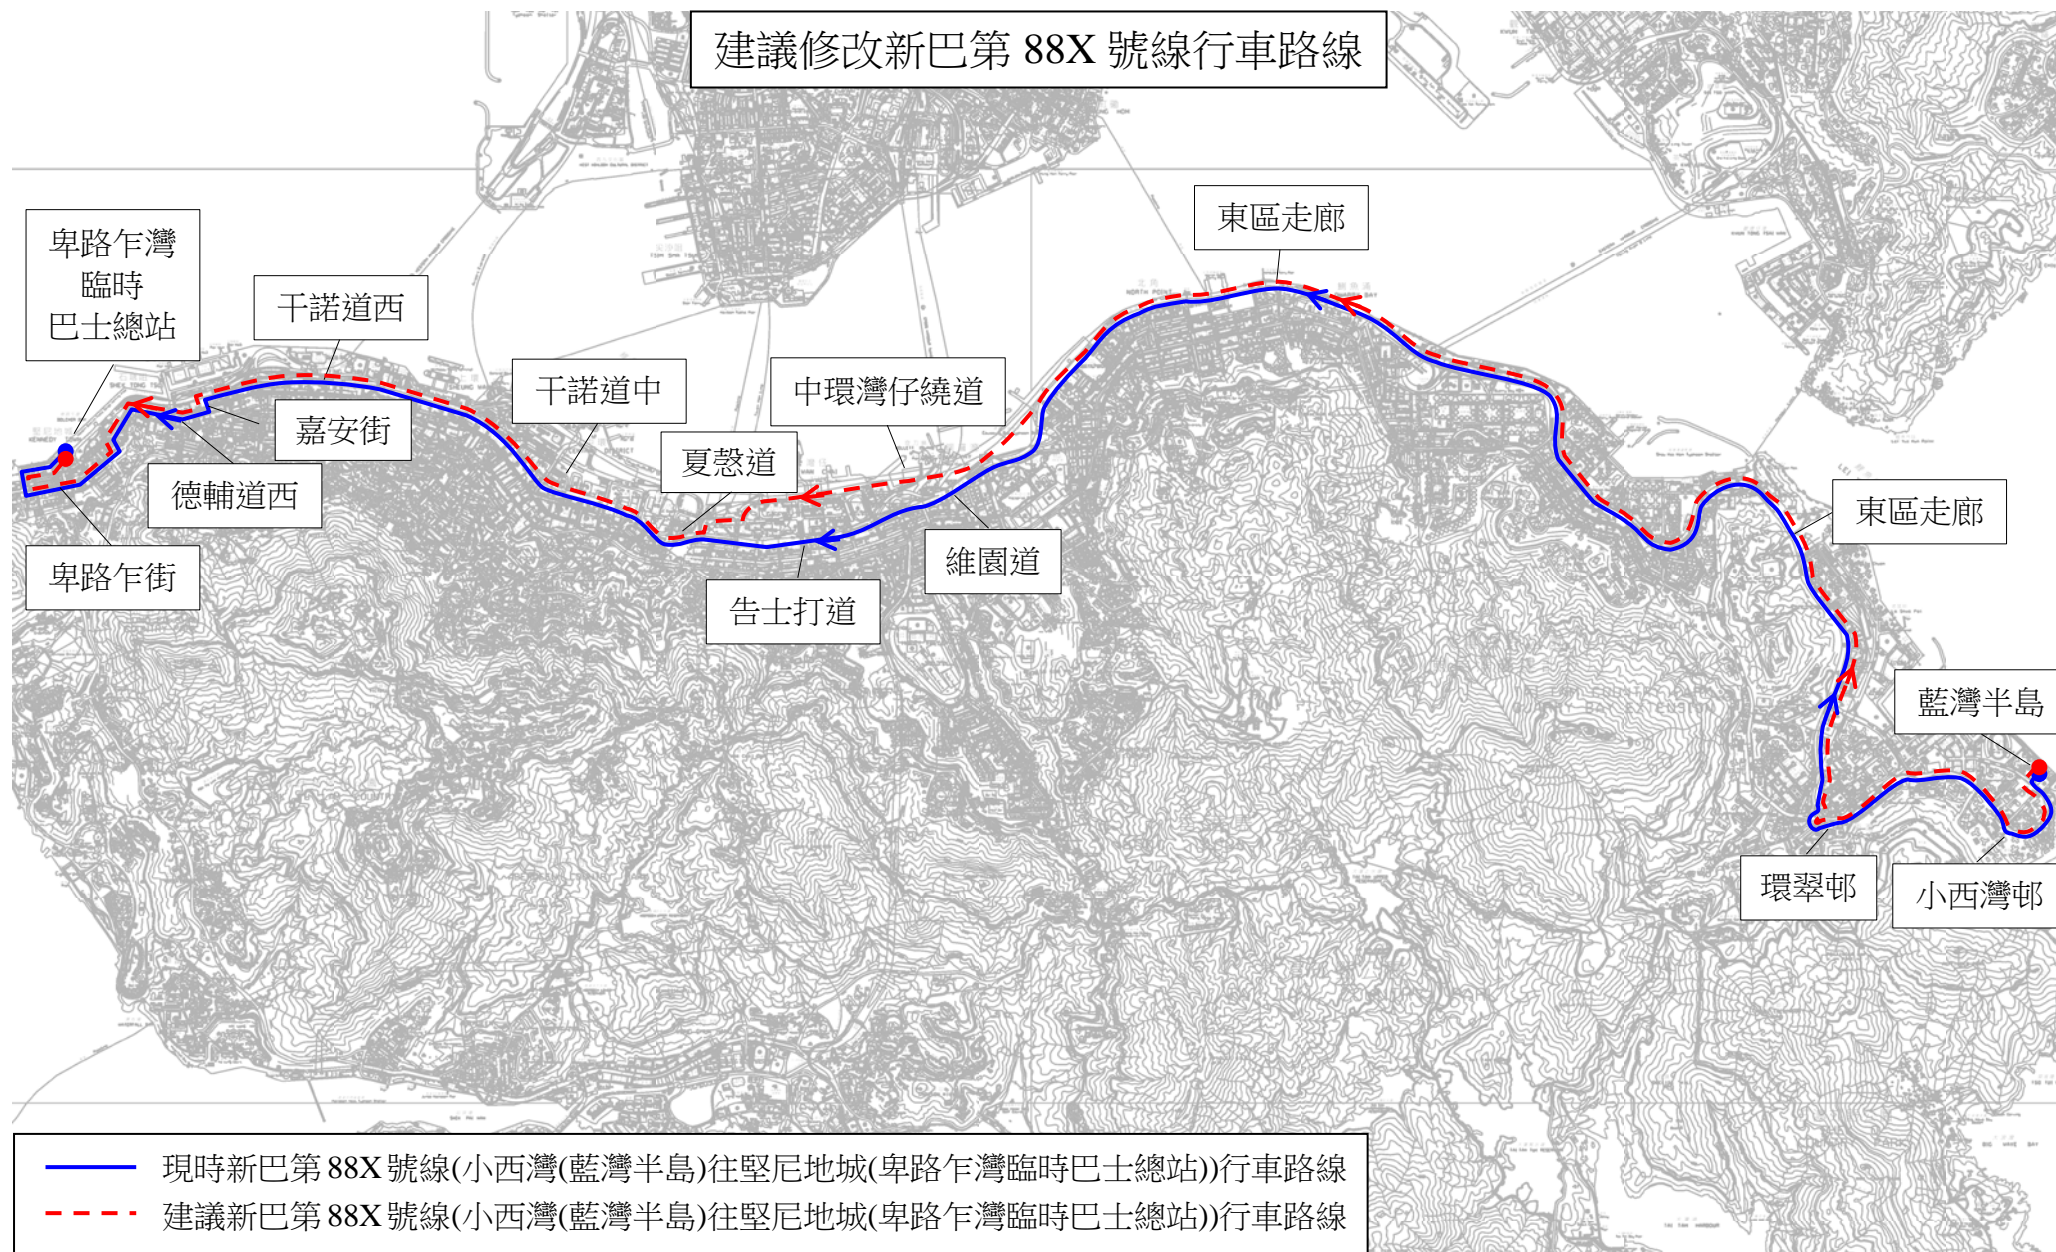 建議修改新巴第 88X 號線行車路線
東區走廊
卑路乍灣
臨時
巴士總站
干諾道西
干諾道中
中環灣仔繞道
嘉安街
夏慤道
德輔道西
東區走廊
維園道
卑路乍街
告士打道
藍灣半島
環翠邨
小西灣邨
現時新巴第 88X 號線(小西灣(藍灣半島)往堅尼地城(卑路乍灣臨時巴士總站))行車路線
建議新巴第 88X 號線(小西灣(藍灣半島)往堅尼地城(卑路乍灣臨時巴士總站))行車路線
NORTH POINT